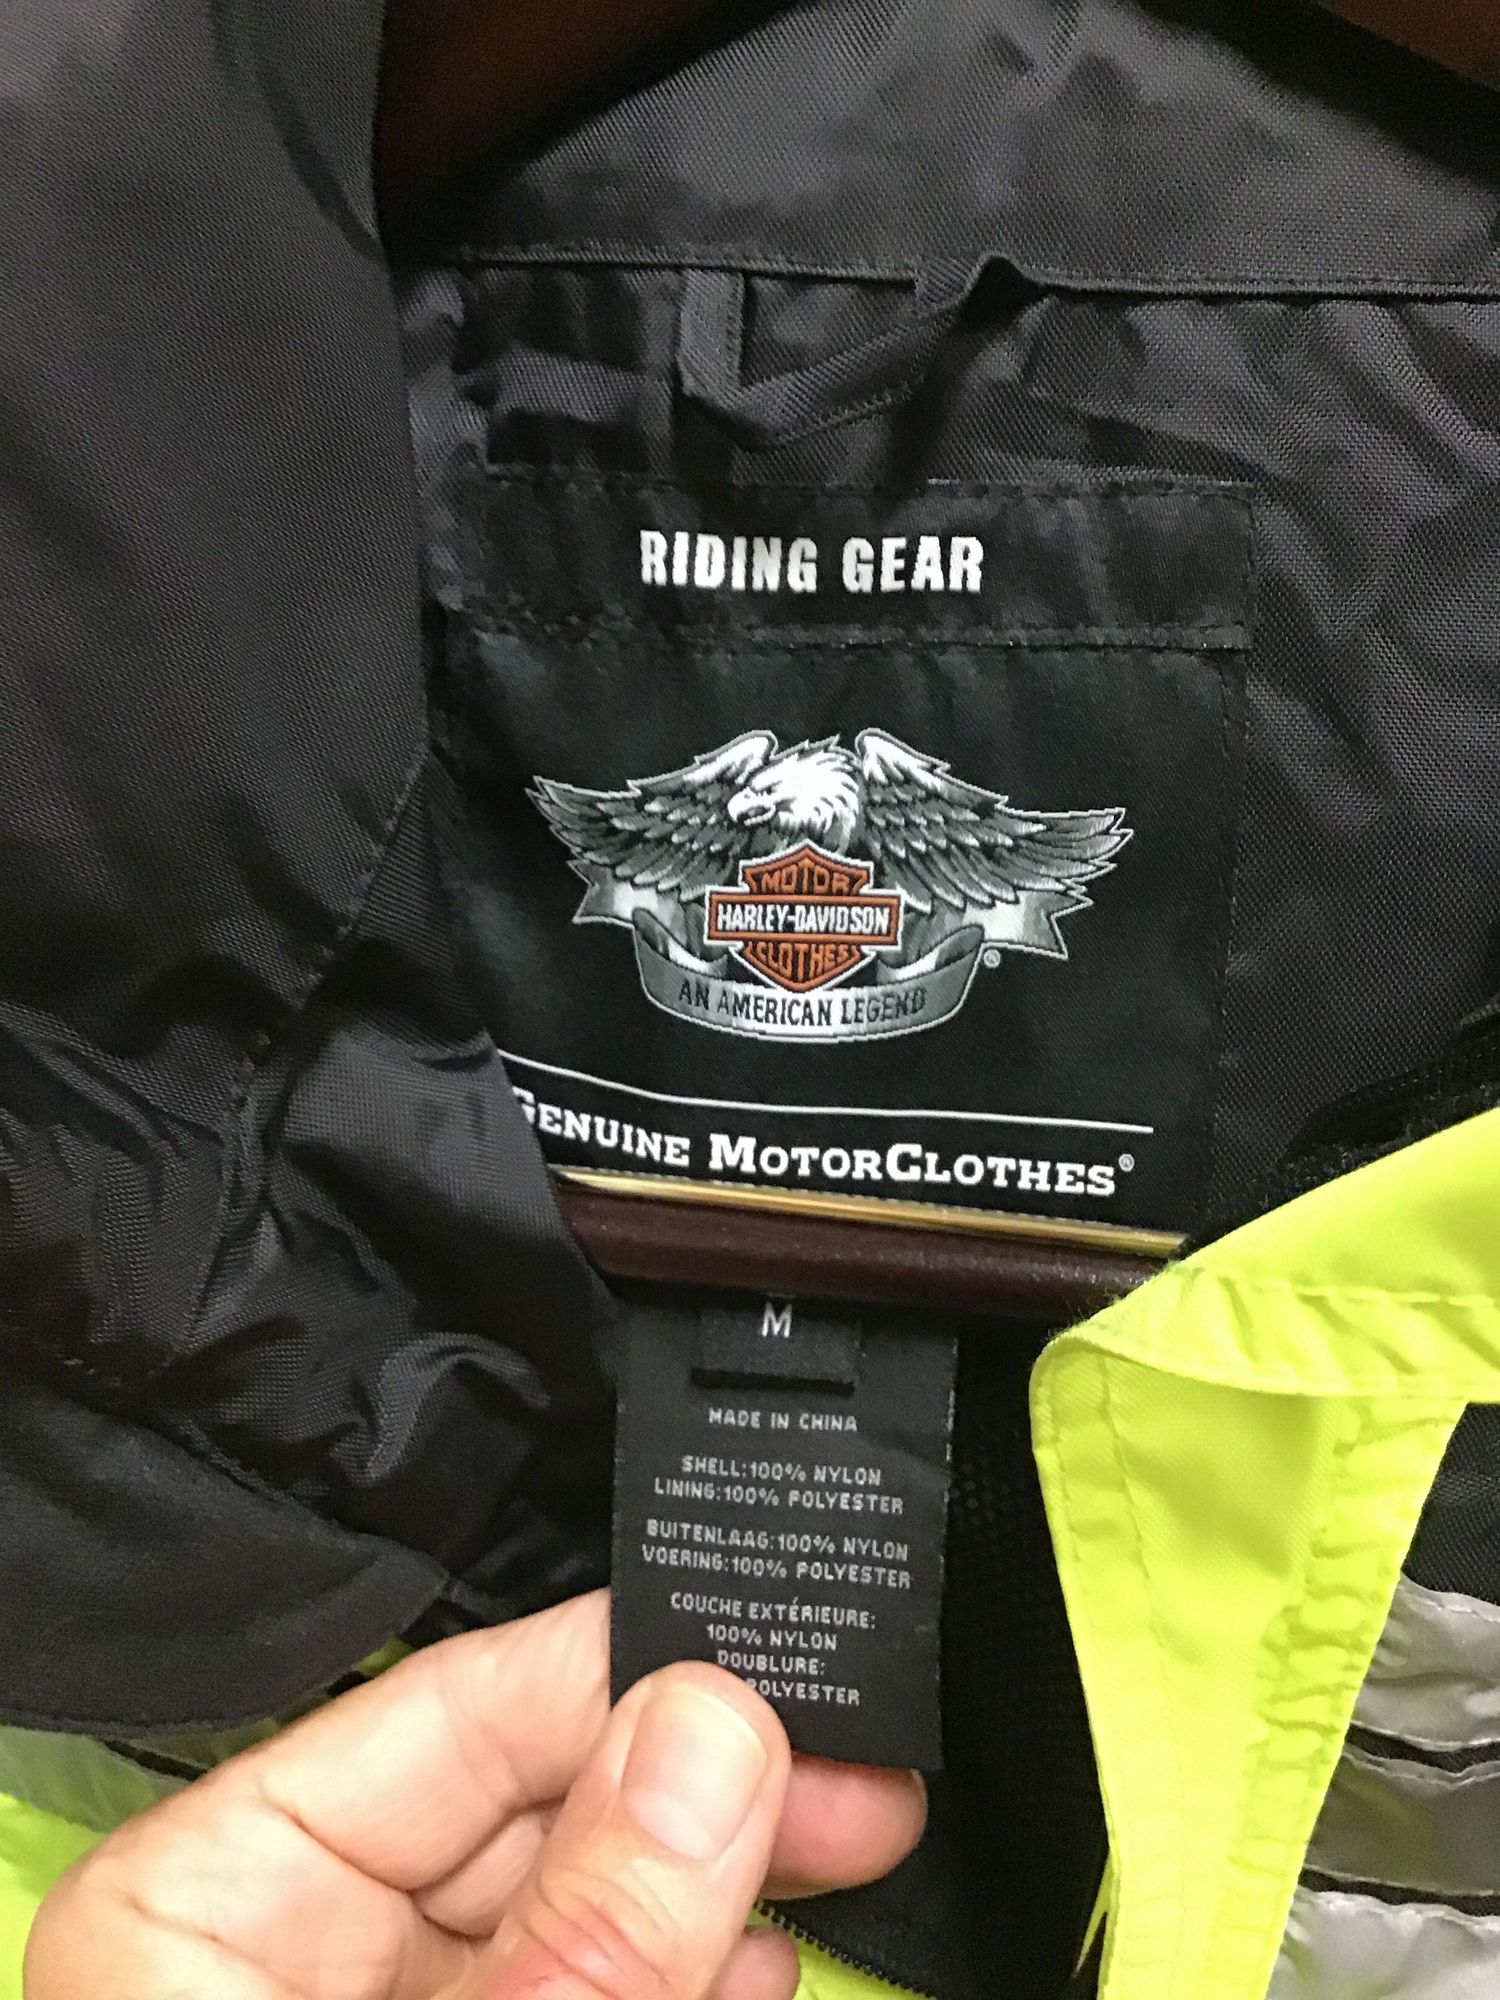 RIDING GEAR
MOTOR
HARLEY-DAVIDSON
CLOTHES
®
AN AMERICAN LEGEND
GENUINE MOTORCLOTHES®
M
MADE IN CHINA
SHELL:100% NYLON
LINING:100% POLYESTER
BUITENLAAG:100% NYLON
VOERING:100% POLYESTER
COUCHE EXTÉRIEURE:
100% NYLON
DOUBLURE:
POLYESTER